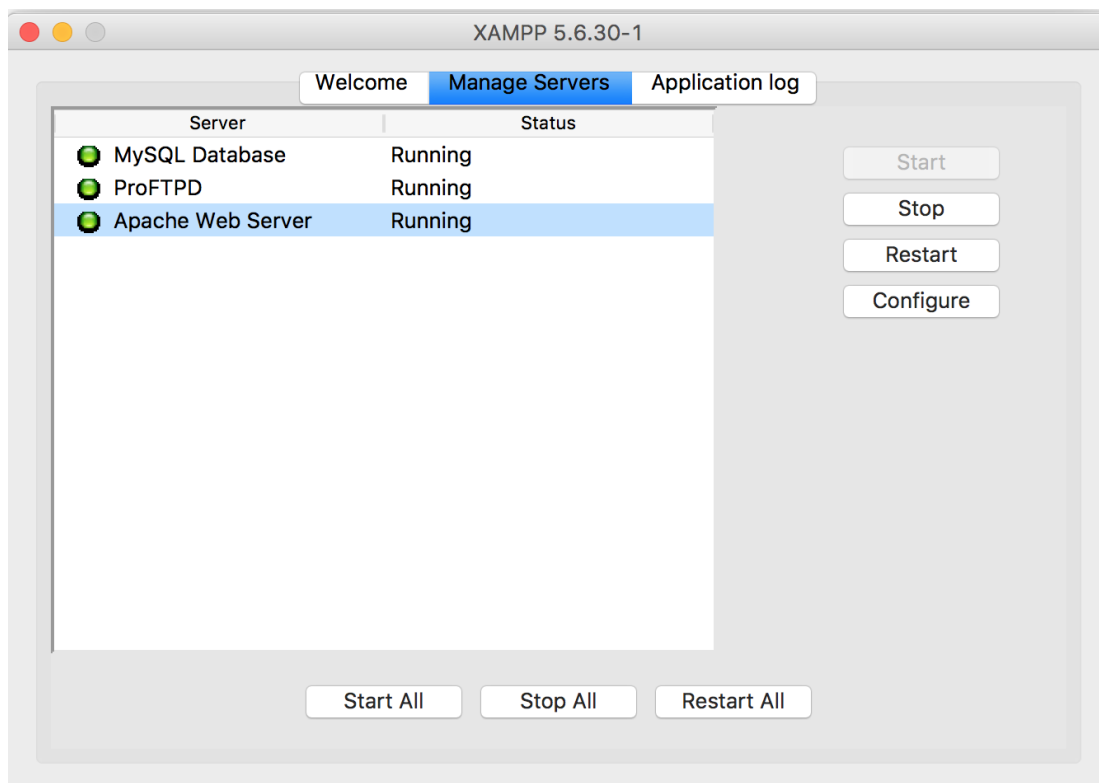 XAMPP 5.6.30-1
Welcome Manage Servers Application log
Server Status
MySQL Database Running
ProFTPD Running
Apache Web Server Running
Start
Stop
Restart
Configure
Start All Stop All Restart All